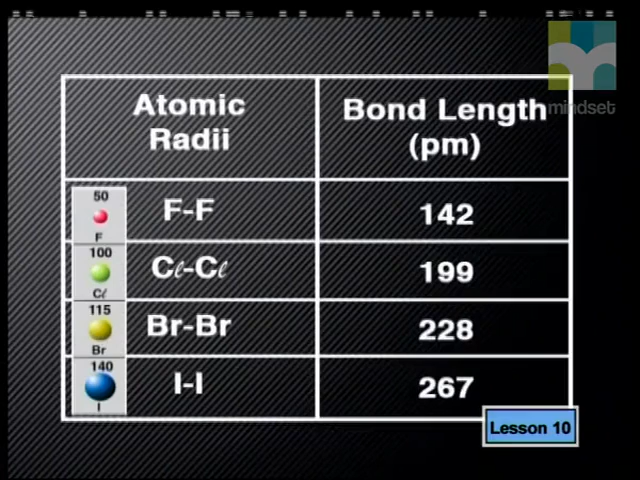 mindset
Atomic
Radii
Bond Length
(pm)
50
F
F-F
142
100
Cℓ
Cℓ-Cℓ
199
115
Br
Br-Br
228
140
I
I-I
267
Lesson 10